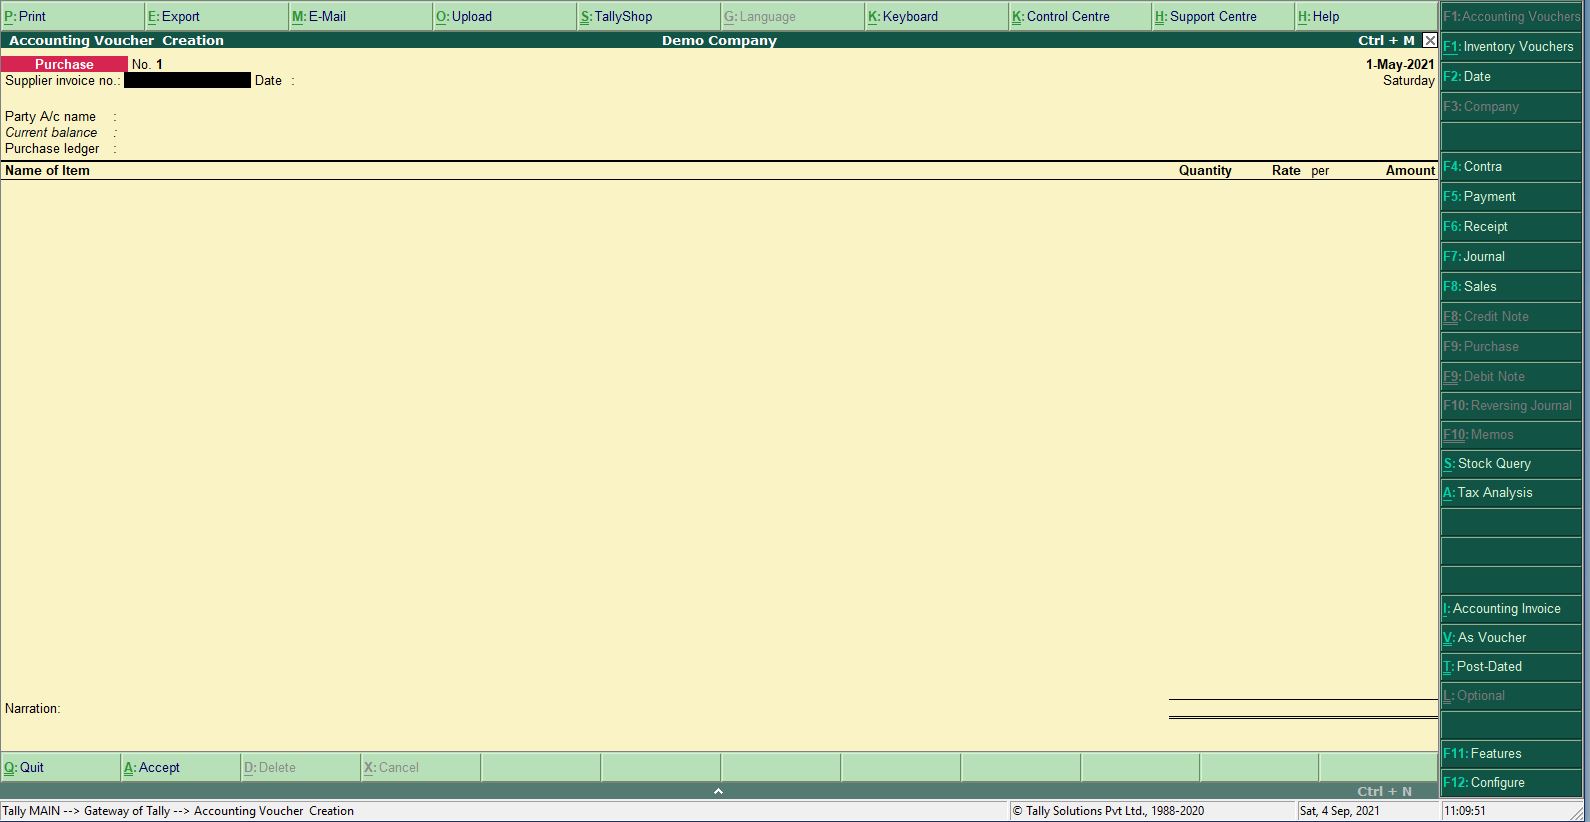 P: Print E: Export M: E-Mail O: Upload S: TallyShop G: Language K: Keyboard K: Control Centre H: Support Centre H: Help
Accounting Voucher Creation Demo Company Ctrl + M
Purchase No. 1 1-May-2021
Supplier invoice no.: Date : Saturday
Party A/c name :
Current balance :
Purchase ledger :
Name of Item Quantity Rate per Amount
Narration:
Q: Quit A: Accept D: Delete X: Cancel
Ctrl + N
Tally MAIN --> Gateway of Tally --> Accounting Voucher Creation © Tally Solutions Pvt Ltd., 1988-2020 Sat, 4 Sep, 2021 11:09:51
F1: Accounting Vouchers
F1: Inventory Vouchers
F2: Date
F3: Company
F4: Contra
F5: Payment
F6: Receipt
F7: Journal
F8: Sales
F8: Credit Note
F9: Purchase
F9: Debit Note
F10: Reversing Journal
F10: Memos
S: Stock Query
A: Tax Analysis
I: Accounting Invoice
V: As Voucher
T: Post-Dated
L: Optional
F11: Features
F12: Configure